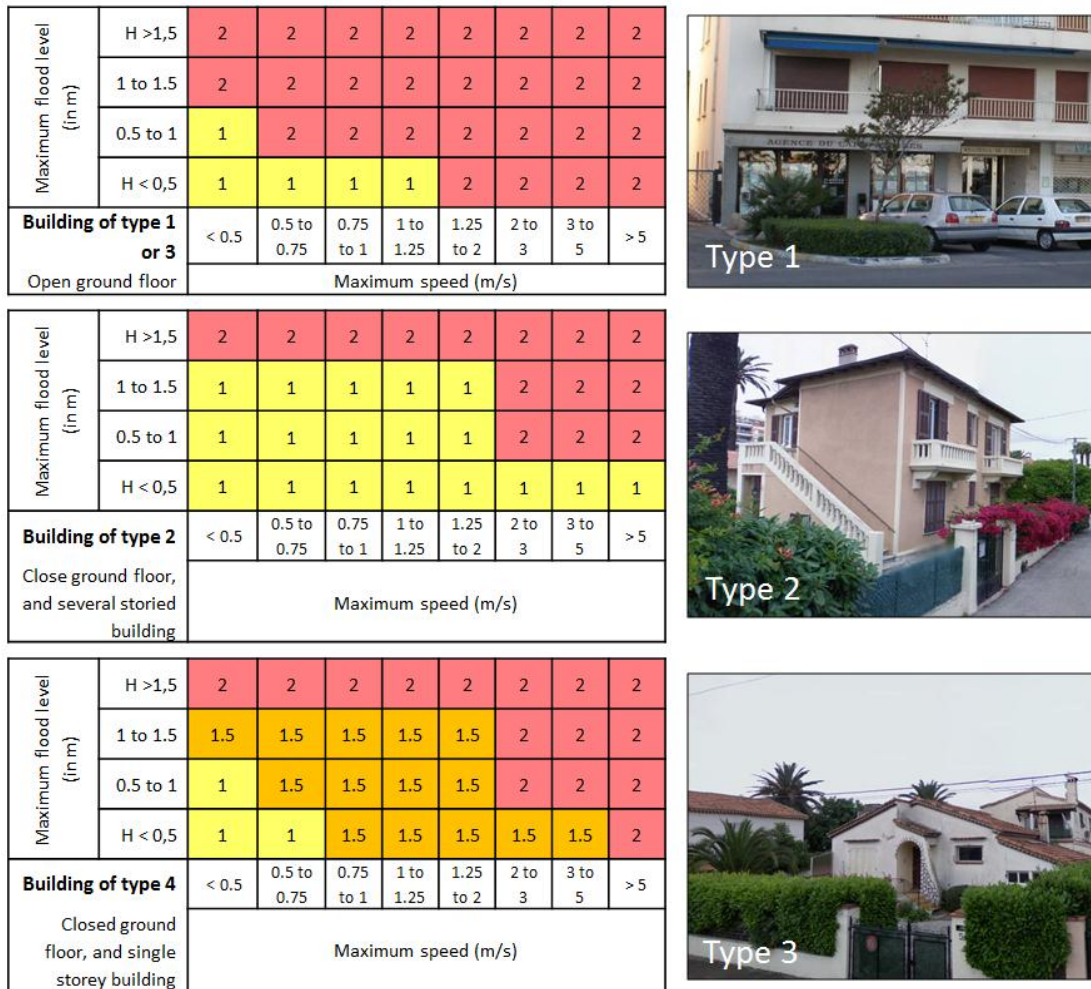 Maximum flood level
(in m)
H >1,5 2 2 2 2 2 2 2 2
1 to 1.5 2 2 2 2 2 2 2 2
0.5 to 1 1 2 2 2 2 2 2 2
H < 0,5 1 1 1 1 2 2 2 2
Building of type 1
or 3
< 0.5 0.5 to 0.75 0.75 to 1 1 to 1.25 1.25 to 2 2 to 3 3 to 5 > 5
Open ground floor
Maximum speed (m/s)
AGENCE DU
Type 1
Maximum flood level
(in m)
H >1,5 2 2 2 2 2 2 2 2
1 to 1.5 1 1 1 1 1 2 2 2
0.5 to 1 1 1 1 1 1 2 2 2
H < 0,5 1 1 1 1 1 1 1 1
Building of type 2
< 0.5 0.5 to 0.75 0.75 to 1 1 to 1.25 1.25 to 2 2 to 3 3 to 5 > 5
Close ground floor,
and several storied
building
Maximum speed (m/s)
Type 2
Maximum flood level
(in m)
H >1,5 2 2 2 2 2 2 2 2
1 to 1.5 1.5 1.5 1.5 1.5 1.5 2 2 2
0.5 to 1 1 1.5 1.5 1.5 1.5 2 2 2
H < 0,5 1 1 1.5 1.5 1.5 1.5 1.5 2
Building of type 4
< 0.5 0.5 to 0.75 0.75 to 1 1 to 1.25 1.25 to 2 2 to 3 3 to 5 > 5
Closed ground
floor, and single
storey building
Maximum speed (m/s)
Type 3